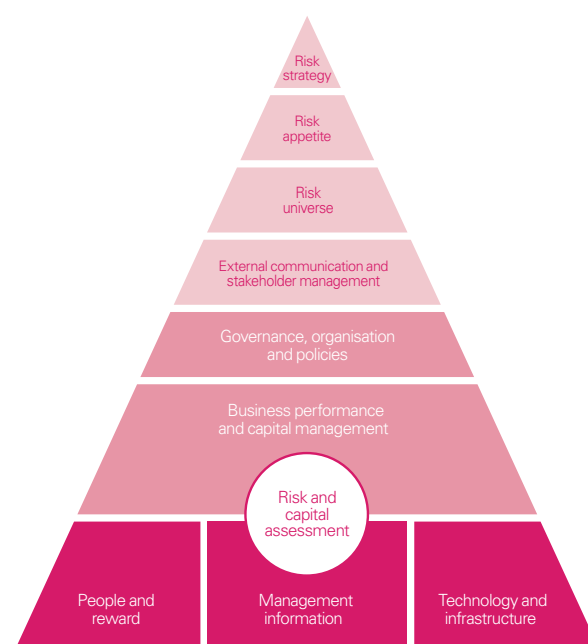 Risk
strategy
Risk
appetite
Risk
universe
External communication and
stakeholder management
Governance, organisation
and policies
Business performance
and capital management
Risk and
capital
assessment
People and
reward
Management
information
Technology and
infrastructure